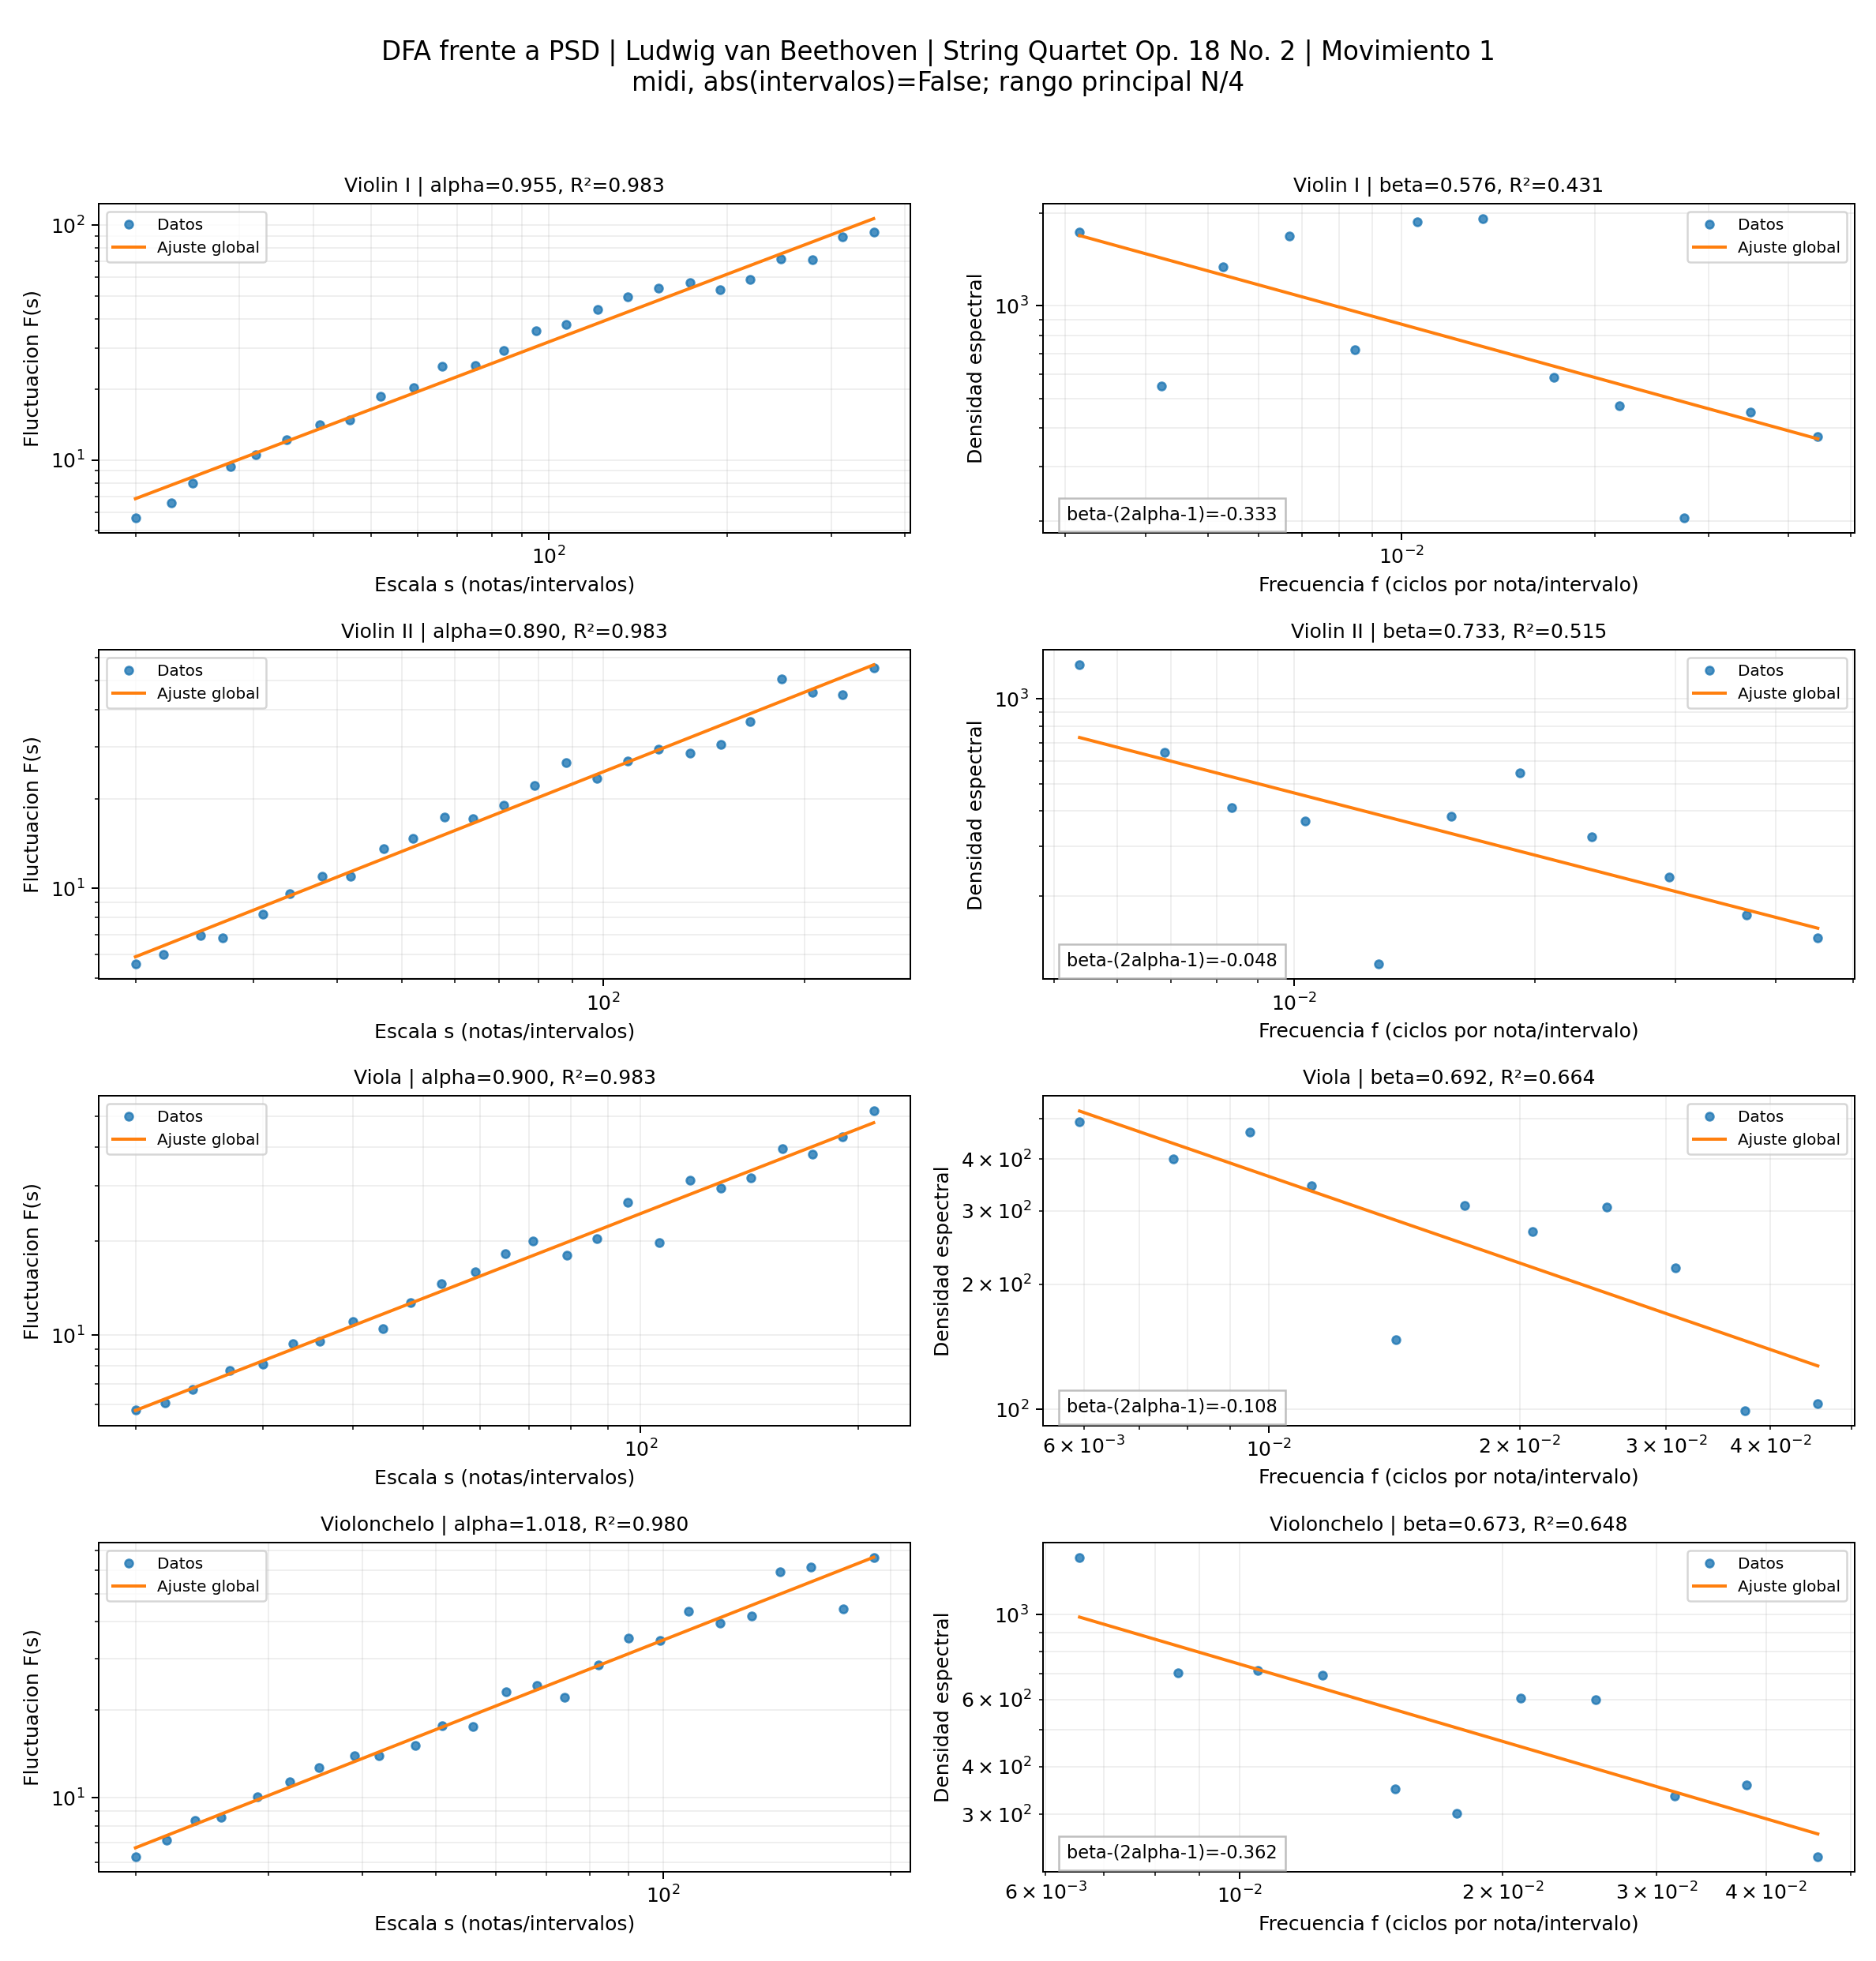 DFA frente a PSD | Ludwig van Beethoven | String Quartet Op. 18 No. 2 | Movimiento 1
midi, abs(intervalos)=False; rango principal N/4
Violin I | alpha=0.955, R²=0.983
Datos
Ajuste global
10²
10¹
Fluctuacion F(s)
10²
Escala s (notas/intervalos)
Violin I | beta=0.576, R²=0.431
Datos
Ajuste global
10³
Densidad espectral
beta-(2alpha-1)=-0.333
10⁻²
Frecuencia f (ciclos por nota/intervalo)
Violin II | alpha=0.890, R²=0.983
Datos
Ajuste global
10¹
Fluctuacion F(s)
10²
Escala s (notas/intervalos)
Violin II | beta=0.733, R²=0.515
Datos
Ajuste global
10³
Densidad espectral
beta-(2alpha-1)=-0.048
10⁻²
Frecuencia f (ciclos por nota/intervalo)
Viola | alpha=0.900, R²=0.983
Datos
Ajuste global
10¹
Fluctuacion F(s)
10²
Escala s (notas/intervalos)
Viola | beta=0.692, R²=0.664
Datos
Ajuste global
4 × 10²
3 × 10²
2 × 10²
10²
Densidad espectral
beta-(2alpha-1)=-0.108
6 × 10⁻³ 10⁻² 2 × 10⁻² 3 × 10⁻² 4 × 10⁻²
Frecuencia f (ciclos por nota/intervalo)
Violonchelo | alpha=1.018, R²=0.980
Datos
Ajuste global
10¹
Fluctuacion F(s)
10²
Escala s (notas/intervalos)
Violonchelo | beta=0.673, R²=0.648
Datos
Ajuste global
10³
6 × 10²
4 × 10²
3 × 10²
Densidad espectral
beta-(2alpha-1)=-0.362
6 × 10⁻³ 10⁻² 2 × 10⁻² 3 × 10⁻² 4 × 10⁻²
Frecuencia f (ciclos por nota/intervalo)